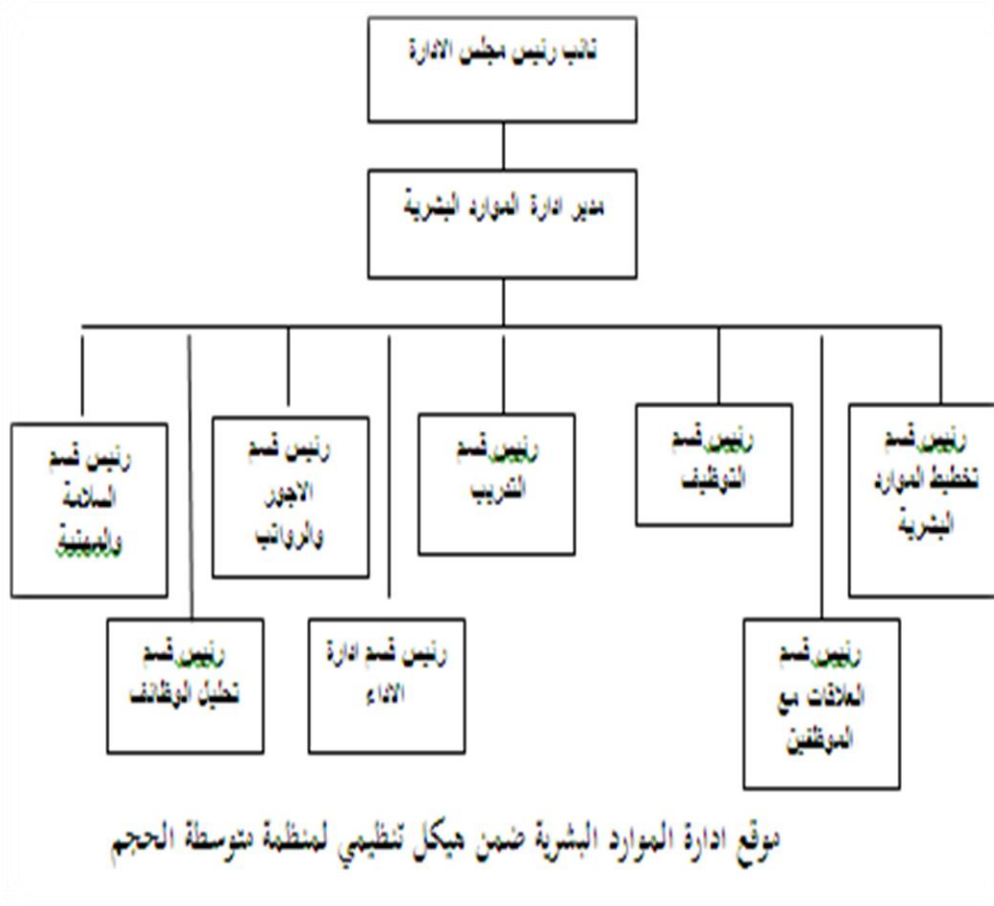 نائب رئيس مجلس الادارة
مدير ادارة الموارد البشرية
رئيس قسم
تخطيط الموارد
البشرية
رئيس قسم
التوظيف
رئيس قسم
التدريب
رئيس قسم
الاجور
والرواتب
رئيس قسم
السلامة
والمهنية
رئيس قسم
العلاقات مع
الموظفين
رئيس قسم ادارة
الاداء
رئيس قسم
تحليل الوظائف
موقع ادارة الموارد البشرية ضمن هيكل تنظيمي لمنظمة متوسطة الحجم